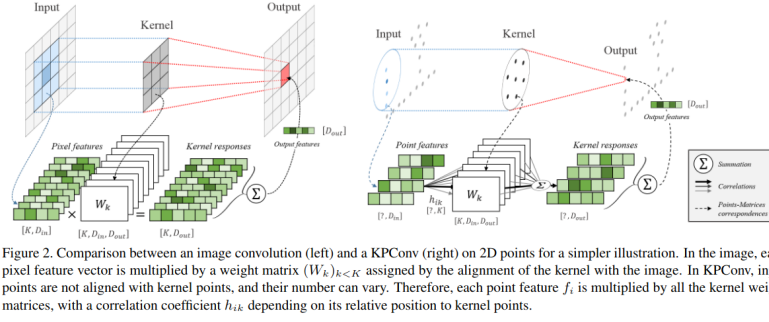 Input
Kernel
Output
Pixel features
Kernel responses
[D_out]
Output features
W_k
Σ
[K, D_in]
×
[K, D_in, D_out]
=
[K, D_out]
Input
Kernel
Output
[D_out]
Output features
Point features
Kernel responses
h_ik
[?, K]
W_k
Σ
Σ
[?, D_in]
[K, D_in, D_out]
[?, D_out]
Σ Summation
Correlations
Points-Matrices
correspondences
Figure 2. Comparison between an image convolution (left) and a KPConv (right) on 2D points for a simpler illustration. In the image, ea
pixel feature vector is multiplied by a weight matrix (W_k)_{k<K} assigned by the alignment of the kernel with the image. In KPConv, in
points are not aligned with kernel points, and their number can vary. Therefore, each point feature f_i is multiplied by all the kernel wei
matrices, with a correlation coefficient h_ik depending on its relative position to kernel points.